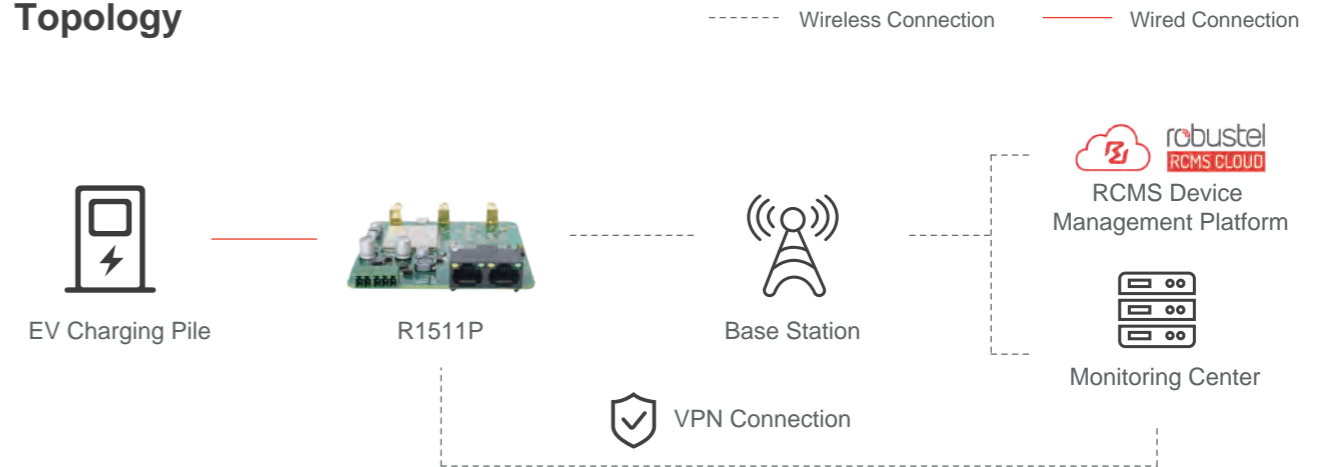 Topology
Wireless Connection
Wired Connection
robustel
RCMS CLOUD
RCMS Device
Management Platform
EV Charging Pile
R1511P
Base Station
Monitoring Center
VPN Connection